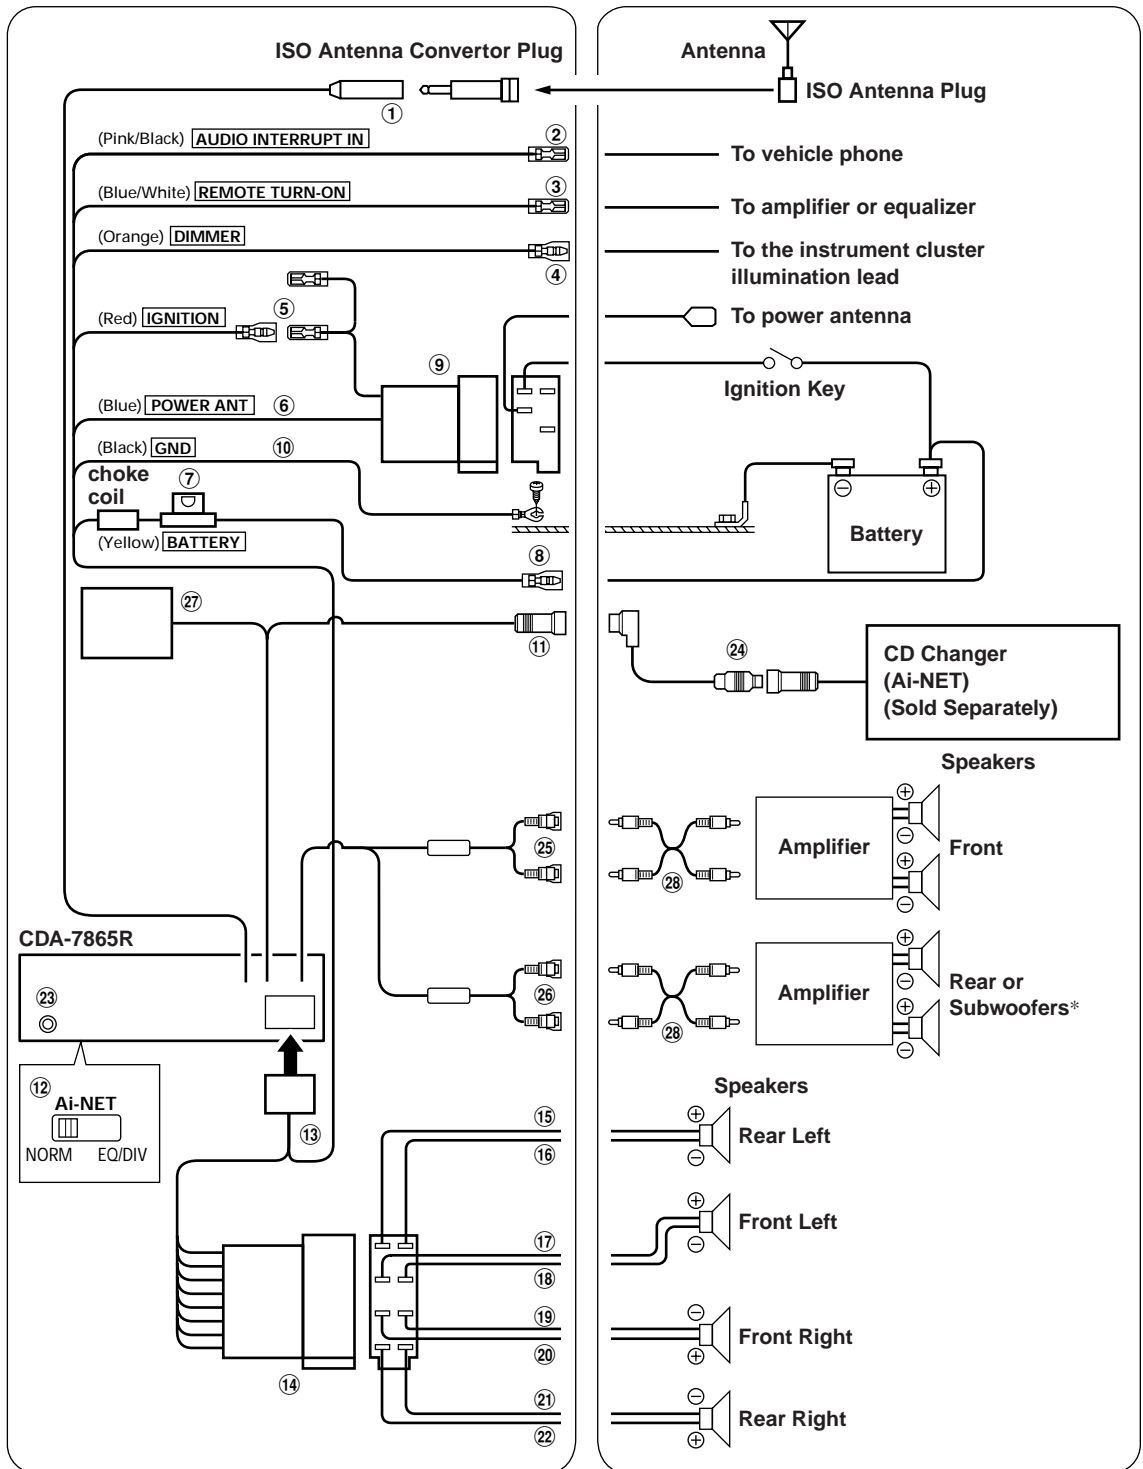 ISO Antenna Convertor Plug
Antenna
ISO Antenna Plug
①
(Pink/Black) AUDIO INTERRUPT IN ②
To vehicle phone
(Blue/White) REMOTE TURN-ON ③
To amplifier or equalizer
(Orange) DIMMER
④
To the instrument cluster
illumination lead
⑤
(Red) IGNITION
To power antenna
⑨
Ignition Key
(Blue) POWER ANT ⑥
(Black) GND ⑩
choke
coil
⑦
(Yellow) BATTERY
⊖ ⊕
Battery
⑧
㉗
⑪
㉔
CD Changer
(Ai-NET)
(Sold Separately)
Speakers
㉕
㉘
Amplifier
⊕
⊖
⊕
⊖
Front
CDA-7865R
㉓
㉖
㉘
Amplifier
⊕
⊖
⊕
⊖
Rear or
Subwoofers*
⑫
Ai-NET
NORM EQ/DIV
⑬
Speakers
⑮
⑯
⊕
⊖
Rear Left
⑰
⑱
⊕
⊖
Front Left
⑲
⑳
⊖
⊕
Front Right
⑭
㉑
㉒
⊖
⊕
Rear Right